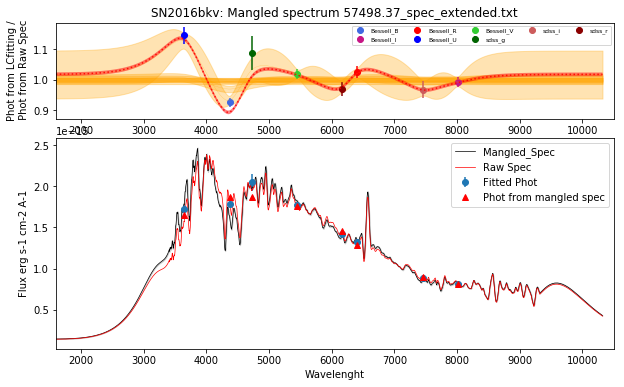 SN2016bkv: Mangled spectrum 57498.37_spec_extended.txt
Phot from LCfitting /
Phot from Raw Spec
1.1
1.0
0.9
Bessell_B
Bessell_I
Bessell_R
Bessell_U
Bessell_V
sdss_g
sdss_i
sdss_r
2000 3000 4000 5000 6000 7000 8000 9000 10000
Flux erg s-1 cm-2 A-1
2.5
2.0
1.5
1.0
0.5
Mangled_Spec
Raw Spec
Fitted Phot
Phot from mangled spec
2000 3000 4000 5000 6000 7000 8000 9000 10000
Wavelenght